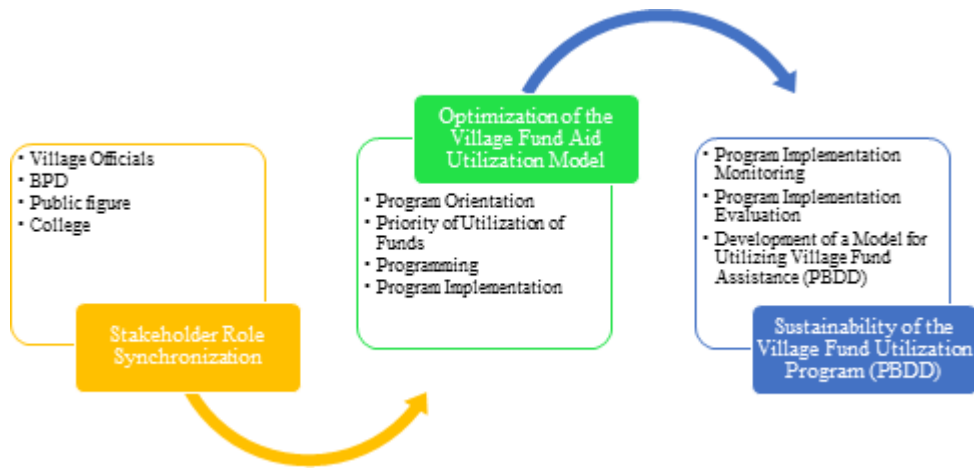 • Village Officials
• BPD
• Public figure
• College
Stakeholder Role
Synchronization
Optimization of the
Village Fund Aid
Utilization Model
• Program Orientation
• Priority of Utilization of
Funds
• Programming
• Program Implementation
• Program Implementation
Monitoring
• Program Implementation
Evaluation
• Development of a Model for
Utilizing Village Fund
Assistance (PBDD)
Sustainability of the
Village Fund Utilization
Program (PBDD)